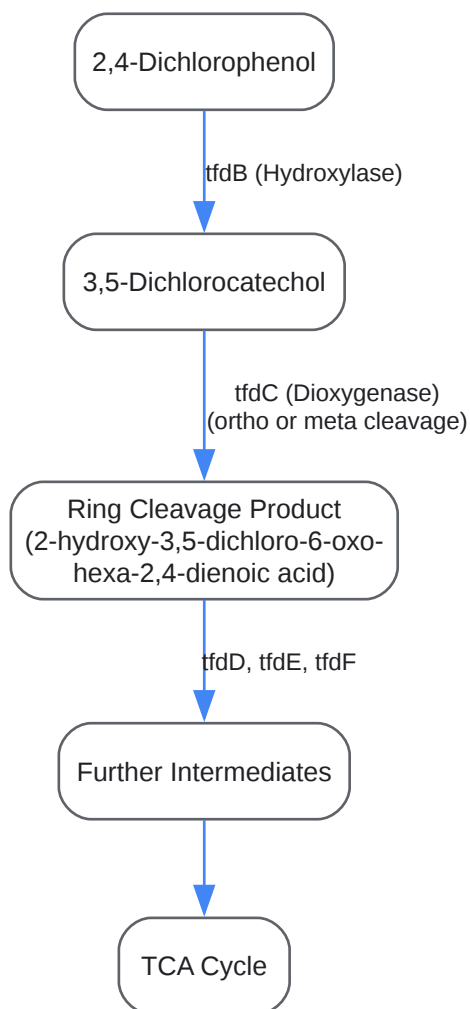 2,4-Dichlorophenol
tfdB (Hydroxylase)
3,5-Dichlorocatechol
tfdC (Dioxygenase)
(ortho or meta cleavage)
Ring Cleavage Product
(2-hydroxy-3,5-dichloro-6-oxo-
hexa-2,4-dienoic acid)
tfdD, tfdE, tfdF
Further Intermediates
TCA Cycle